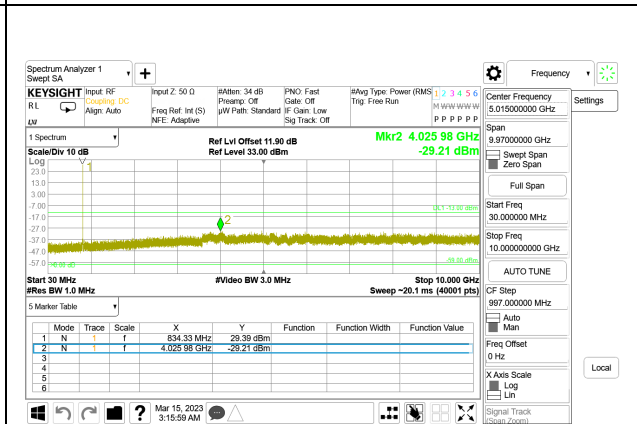 Spectrum Analyzer 1
Swept SA
Frequency
KEYSIGHT
Input: RF
Coupling: DC
Align: Auto
Input Z: 50 Ω
Freq Ref: Int (S)
NFE: Adaptive
#Atten: 34 dB
Preamp: Off
µW Path: Standard
PNO: Fast
Gate: Off
IF Gain: Low
Sig Track: Off
#Avg Type: Power (RMS
Trig: Free Run
1 2 3 4 5 6
M W W W W W
P P P P P P
R L
LXI
1 Spectrum
Scale/Div 10 dB
Ref Lvl Offset 11.90 dB
Ref Level 33.00 dBm
Mkr2 4.025 98 GHz
-29.21 dBm
Log
23.0
13.0
3.00
-7.00
-17.0
-27.0
-37.0
-47.0
-57.0
1
2
DL1 -13.00 dBm
Start 30 MHz
#Video BW 3.0 MHz
Stop 10.000 GHz
#Res BW 1.0 MHz
Sweep ~20.1 ms (40001 pts)
5 Marker Table
Mode Trace Scale X Y Function Function Width Function Value
1 N 1 f 834.33 MHz 29.39 dBm
2 N 1 f 4.025 98 GHz -29.21 dBm
3
4
5
6
Mar 15, 2023
3:15:59 AM
Center Frequency
5.015000000 GHz
Settings
Span
9.97000000 GHz
Swept Span
Zero Span
Full Span
Start Freq
30.000000 MHz
Stop Freq
10.000000000 GHz
AUTO TUNE
CF Step
997.000000 MHz
Auto
Man
Freq Offset
0 Hz
X Axis Scale
Log
Lin
Local
Signal Track
(Span Zoom)